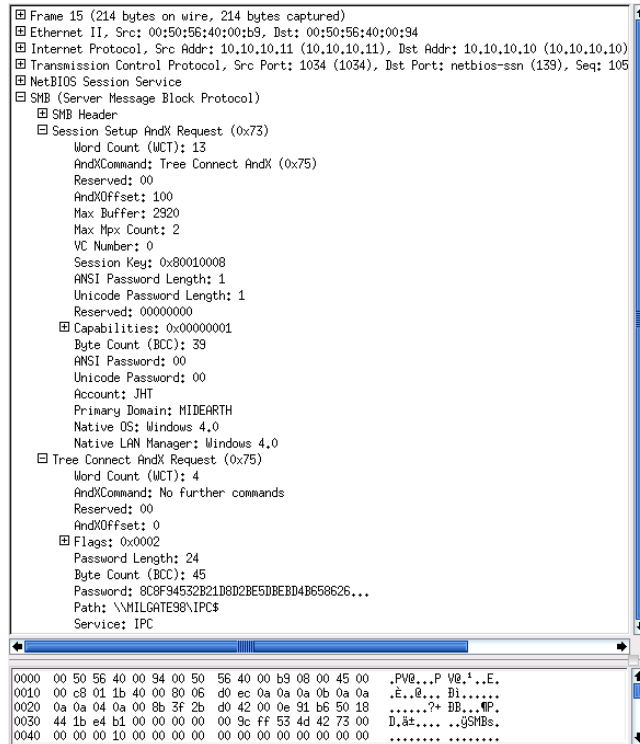 Frame 15 (214 bytes on wire, 214 bytes captured)
Ethernet II, Src: 00:50:56:40:00:b9, Dst: 00:50:56:40:00:94
Internet Protocol, Src Addr: 10.10.10.11 (10.10.10.11), Dst Addr: 10.10.10.10 (10.10.10.10)
Transmission Control Protocol, Src Port: 1034 (1034), Dst Port: netbios-ssn (139), Seq: 105
NetBIOS Session Service
SMB (Server Message Block Protocol)
SMB Header
Session Setup AndX Request (0x73)
Word Count (WCT): 13
AndXCommand: Tree Connect AndX (0x75)
Reserved: 00
AndXOffset: 100
Max Buffer: 2920
Max Mpx Count: 2
VC Number: 0
Session Key: 0x80010008
ANSI Password Length: 1
Unicode Password Length: 1
Reserved: 00000000
Capabilities: 0x00000001
Byte Count (BCC): 39
ANSI Password: 00
Unicode Password: 00
Account: JHT
Primary Domain: MIDEARTH
Native OS: Windows 4.0
Native LAN Manager: Windows 4.0
Tree Connect AndX Request (0x75)
Word Count (WCT): 4
AndXCommand: No further commands
Reserved: 00
AndXOffset: 0
Flags: 0x0002
Password Length: 24
Byte Count (BCC): 45
Password: 8C8F94532B21D8D2BE5DBEBD4B658626...
Path: \\MILGATE98\IPC$
Service: IPC
0000 00 50 56 40 00 94 00 50 56 40 00 b9 08 00 45 00 .PV@...P V@.¹..E.
0010 00 c8 01 1b 40 00 80 06 d0 ec 0a 0a 0a 0b 0a 0a .È..@... Ðì......
0020 0a 0a 04 0a 00 8b 3f 2b d0 42 00 0e 91 b6 50 18 ......?+ ÐB...¶P.
0030 44 1b e4 b1 00 00 00 00 00 9c ff 53 4d 42 73 00 D.ä±.... ..ÿSMBs.
0040 00 00 00 10 00 00 00 00 00 00 00 00 00 00 00 00 ........ ........